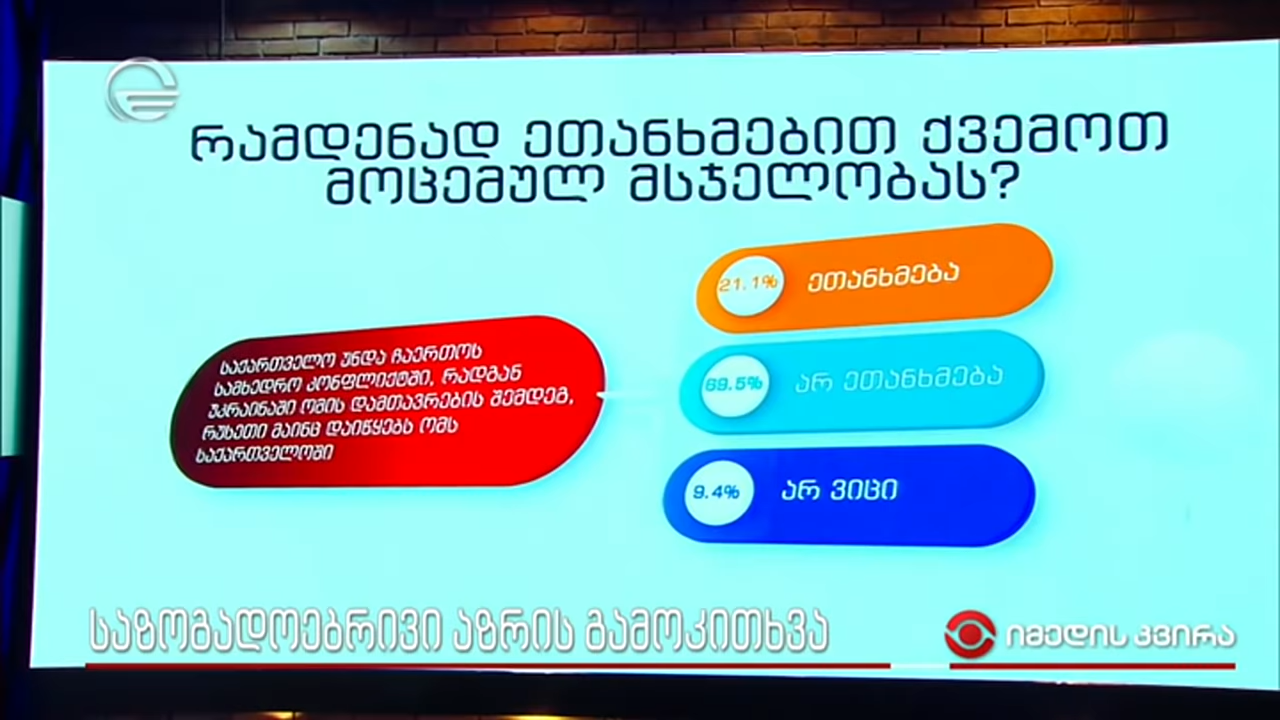 რამდენად ეთანხმებით ქვემოთ
მოცემულ მსჯელობას?
21.1% ეთანხმება
საქართველო უნდა ჩაერთოს
სამხედრო კონფლიქტში, რადგან
უკრაინაში ომის დამთავრების შემდეგ,
რუსეთი მაინც დაიწყებს ომს
საქართველოში
69.5% არ ეთანხმება
9.4% არ ვიცი
საზოგადოებრივი აზრის გამოკითხვა
იმედის კვირა